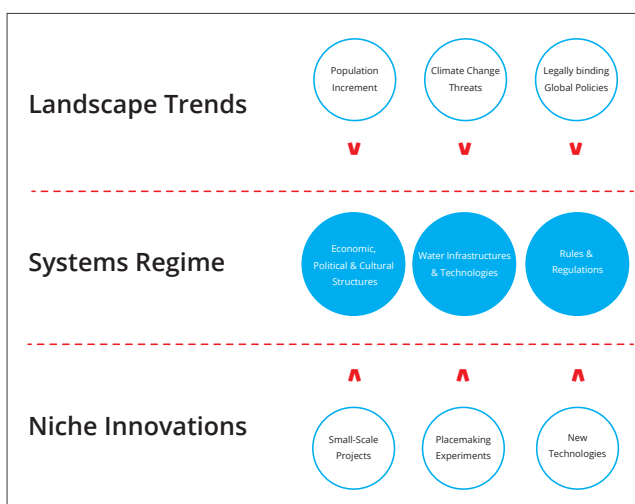 Landscape Trends
Population
Increment
Climate Change
Threats
Legally binding
Global Policies
Systems Regime
Economic,
Political & Cultural
Structures
Water Infrastructures
& Technologies
Rules &
Regulations
Niche Innovations
Small-Scale
Projects
Placemaking
Experiments
New
Technologies